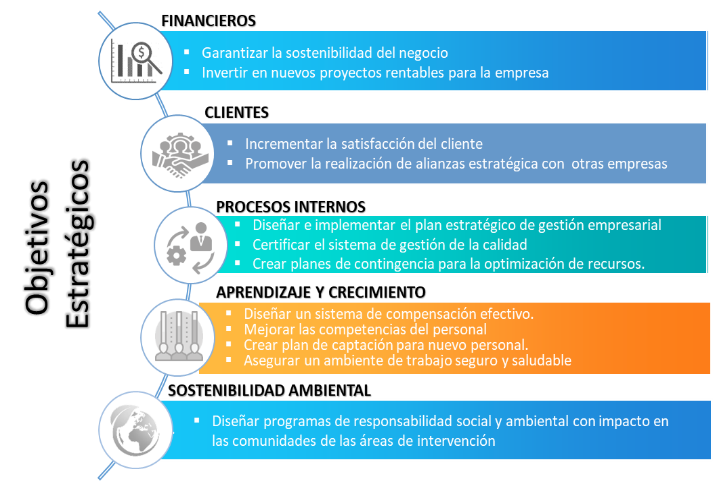 Objetivos
Estratégicos
FINANCIEROS
▪ Garantizar la sostenibilidad del negocio
▪ Invertir en nuevos proyectos rentables para la empresa
CLIENTES
▪ Incrementar la satisfacción del cliente
▪ Promover la realización de alianzas estratégica con otras empresas
PROCESOS INTERNOS
▪ Diseñar e implementar el plan estratégico de gestión empresarial
▪ Certificar el sistema de gestión de la calidad
▪ Crear planes de contingencia para la optimización de recursos.
APRENDIZAJE Y CRECIMIENTO
▪ Diseñar un sistema de compensación efectivo.
▪ Mejorar las competencias del personal
▪ Crear plan de captación para nuevo personal.
▪ Asegurar un ambiente de trabajo seguro y saludable
SOSTENIBILIDAD AMBIENTAL
▪ Diseñar programas de responsabilidad social y ambiental con impacto en
las comunidades de las áreas de intervención